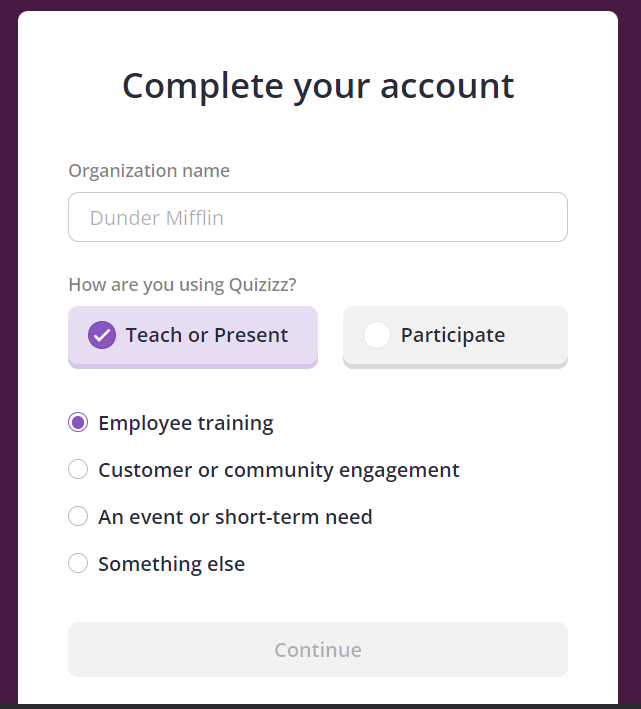 Complete your account
Organization name
Dunder Mifflin
How are you using Quizizz?
Teach or Present
Participate
Employee training
Customer or community engagement
An event or short-term need
Something else
Continue